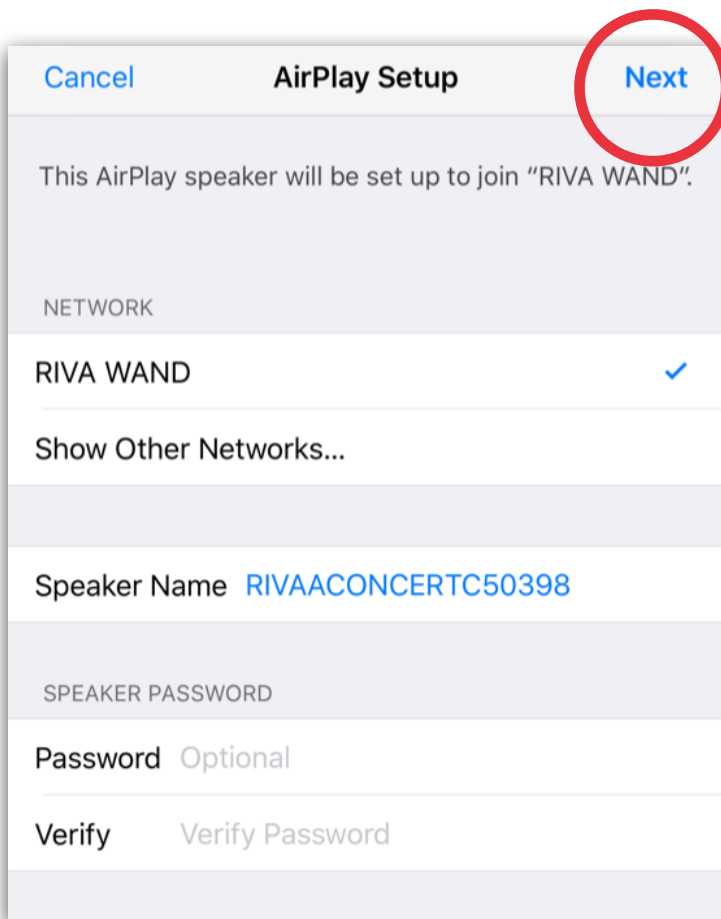 Cancel AirPlay Setup Next
This AirPlay speaker will be set up to join “RIVA WAND”.
NETWORK
RIVA WAND
Show Other Networks...
Speaker Name RIVAACONCERTC50398
SPEAKER PASSWORD
Password Optional
Verify Verify Password